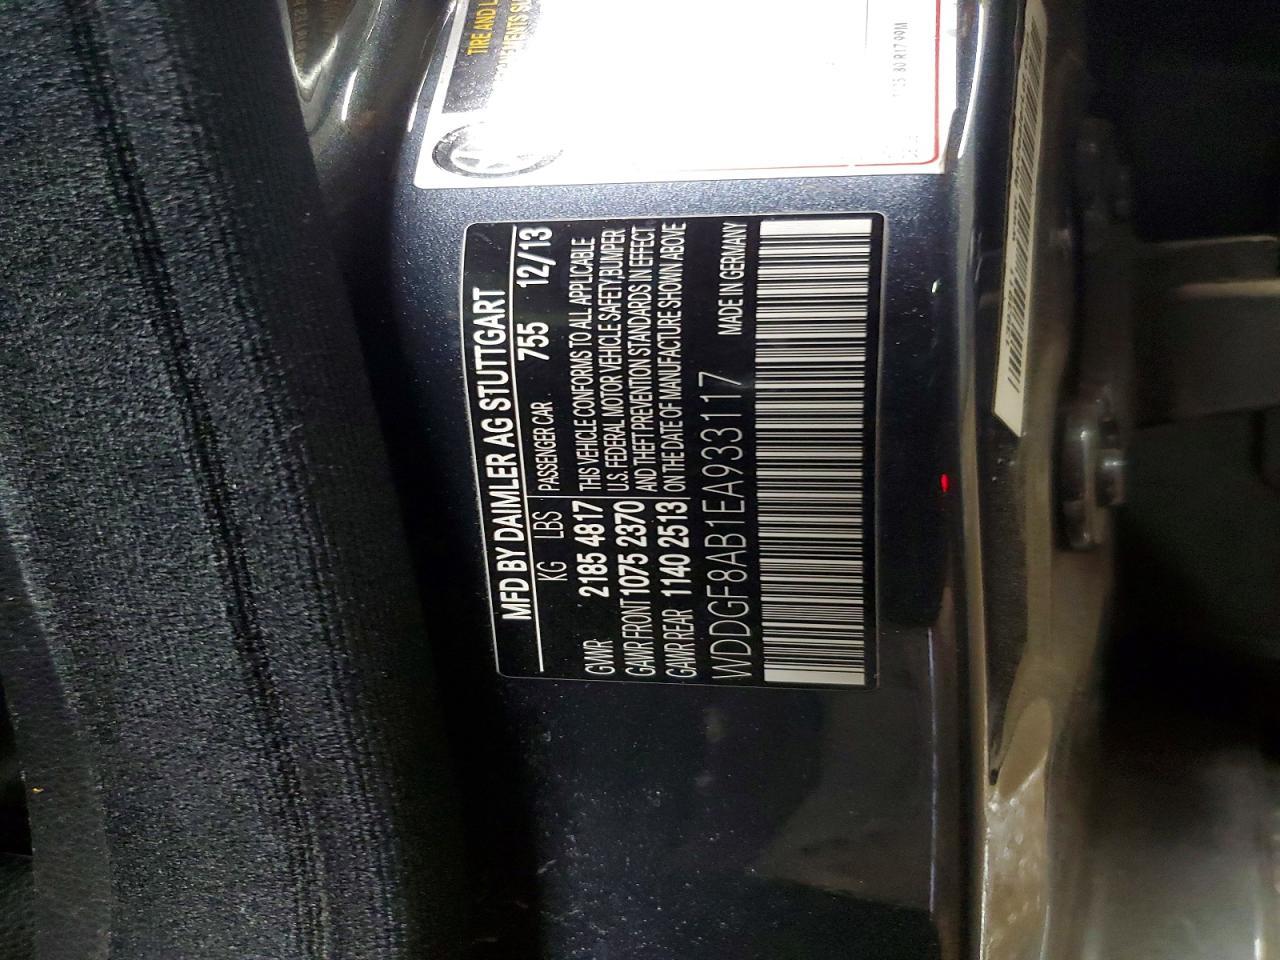 TIRE AND L
MFD BY DAIMLER AG STUTTGART
KG LBS PASSENGER CAR 755 12/13
GVWR 2185 4817 THIS VEHICLE CONFORMS TO ALL APPLICABLE
GAWR FRONT 1075 2370 U.S. FEDERAL MOTOR VEHICLE SAFETY,BUMPER
AND THEFT PREVENTION STANDARDS IN EFFECT
GAWR REAR 1140 2513 ON THE DATE OF MANUFACTURE SHOWN ABOVE
WDDGF8AB1EA933117 MADE IN GERMANY